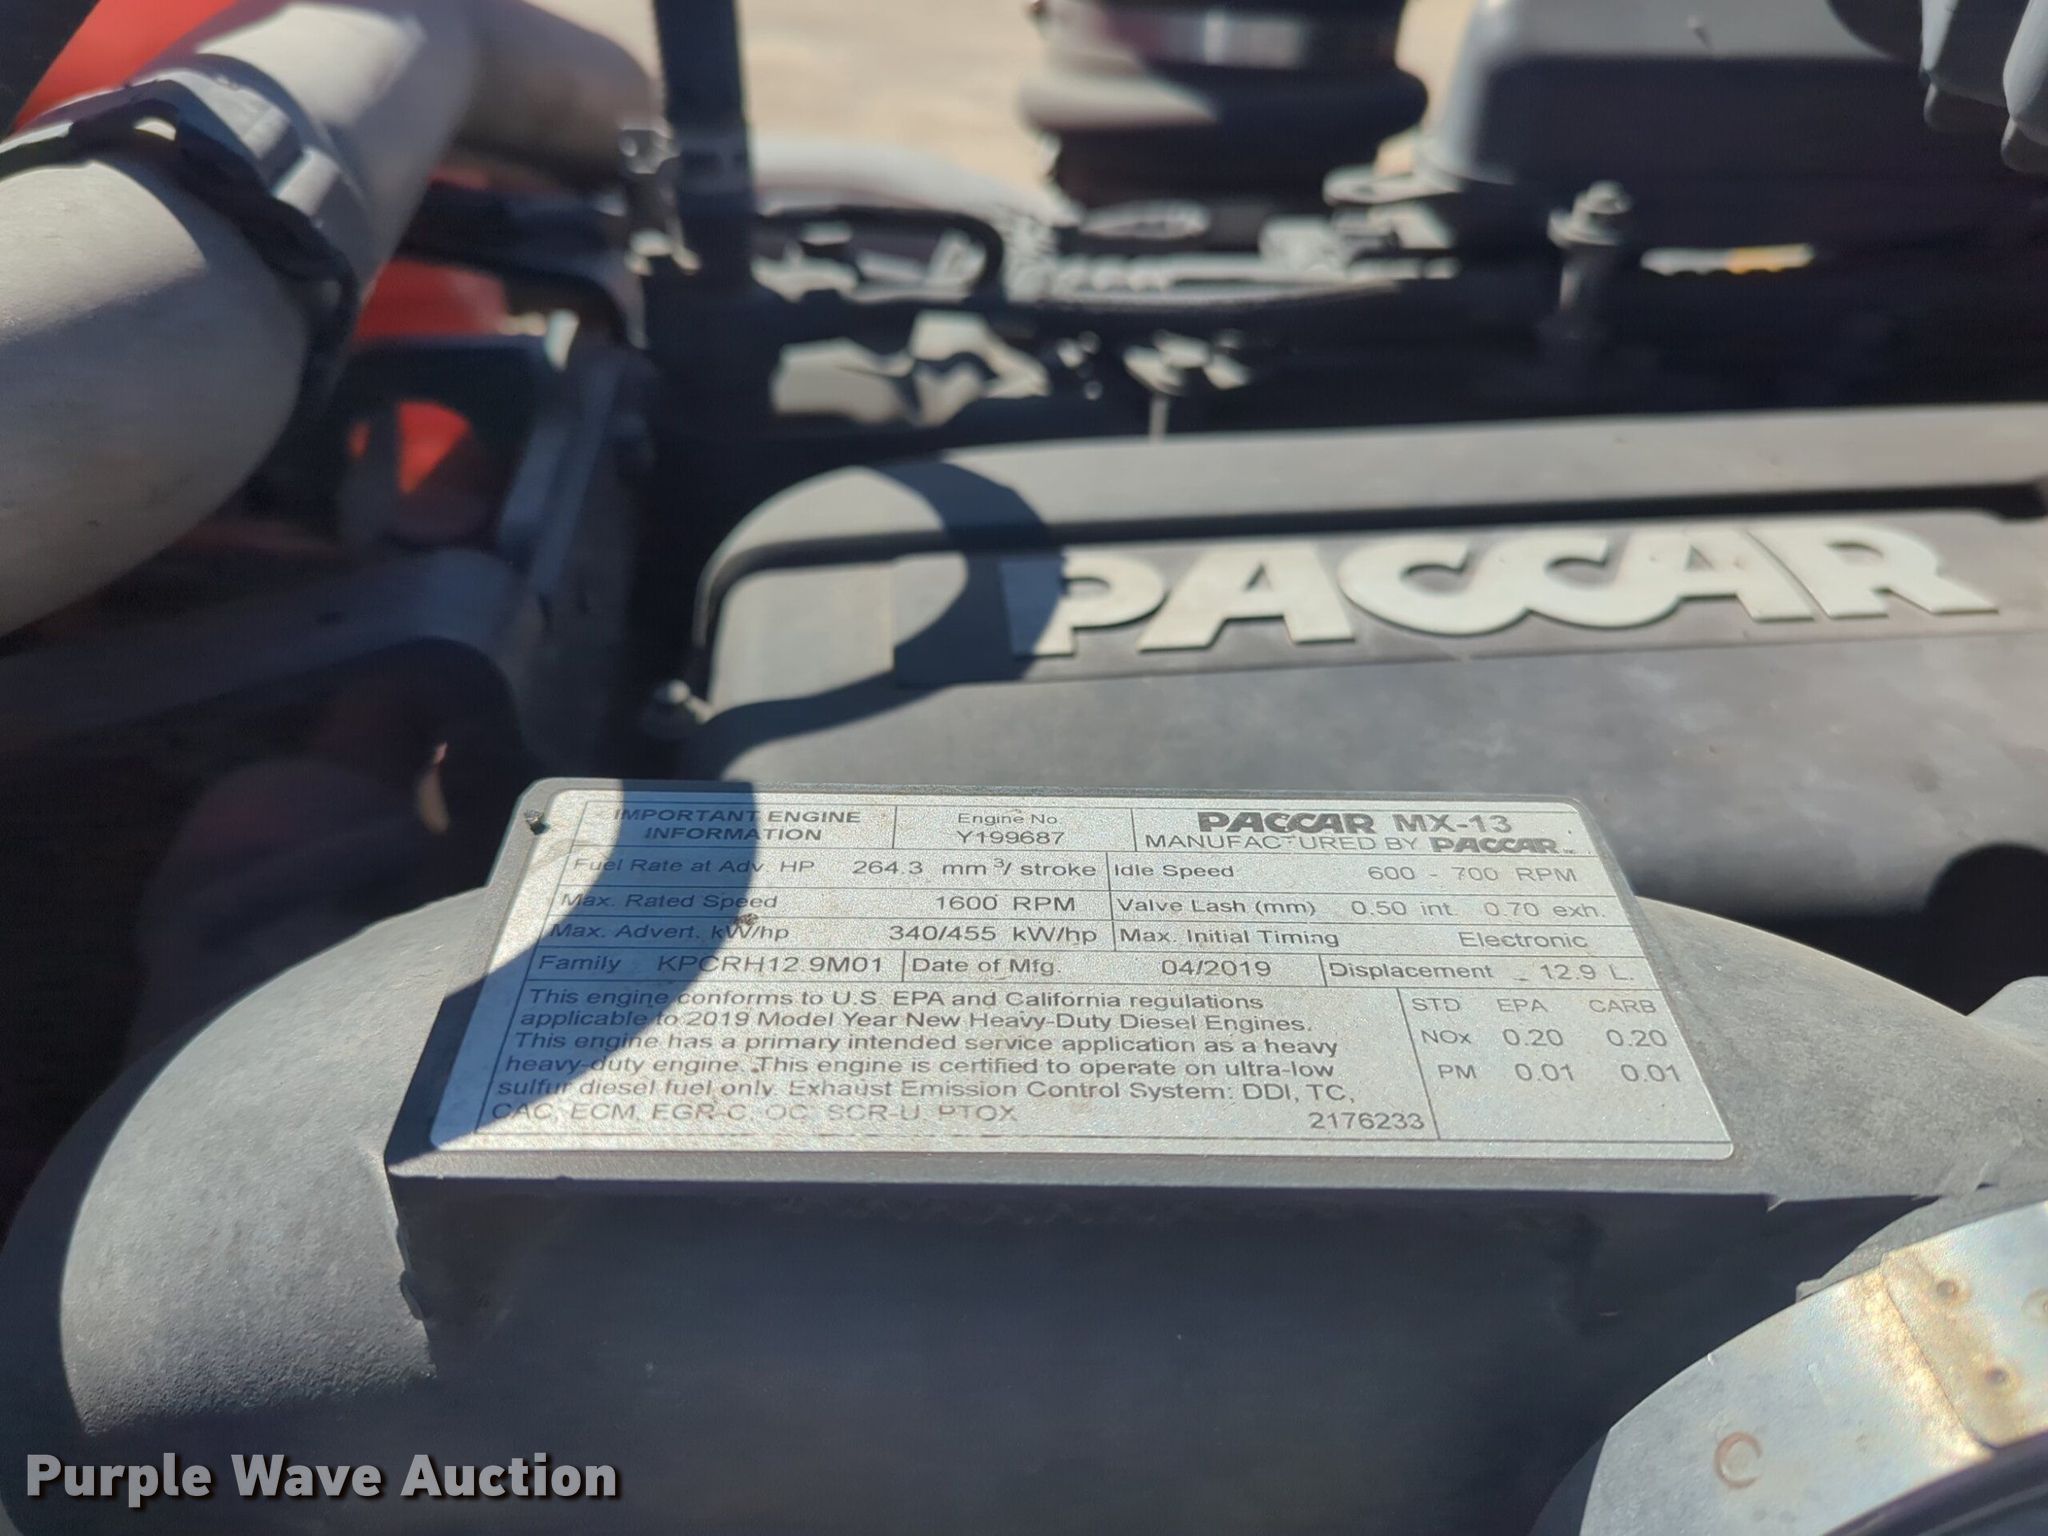 PACCAR
IMPORTANT ENGINE
INFORMATION
Engine No.
Y199687
PACCAR MX-13
MANUFACTURED BY PACCAR
Fuel Rate at Adv. HP 264.3 mm³/ stroke
Idle Speed 600 - 700 RPM
Max. Rated Speed 1600 RPM
Valve Lash (mm) 0.50 int. 0.70 exh.
Max. Advert. kW/hp 340/455 kW/hp
Max. Initial Timing Electronic
Family KPCRH12.9M01
Date of Mfg. 04/2019
Displacement 12.9 L.
This engine conforms to U.S. EPA and California regulations
applicable to 2019 Model Year New Heavy-Duty Diesel Engines.
This engine has a primary intended service application as a heavy
heavy-duty engine. This engine is certified to operate on ultra-low
sulfur diesel fuel only. Exhaust Emission Control System: DDI, TC,
CAC, ECM, EGR-C, OC, SCR-U, PTOX
2176233
STD EPA CARB
NOx 0.20 0.20
PM 0.01 0.01
Purple Wave Auction